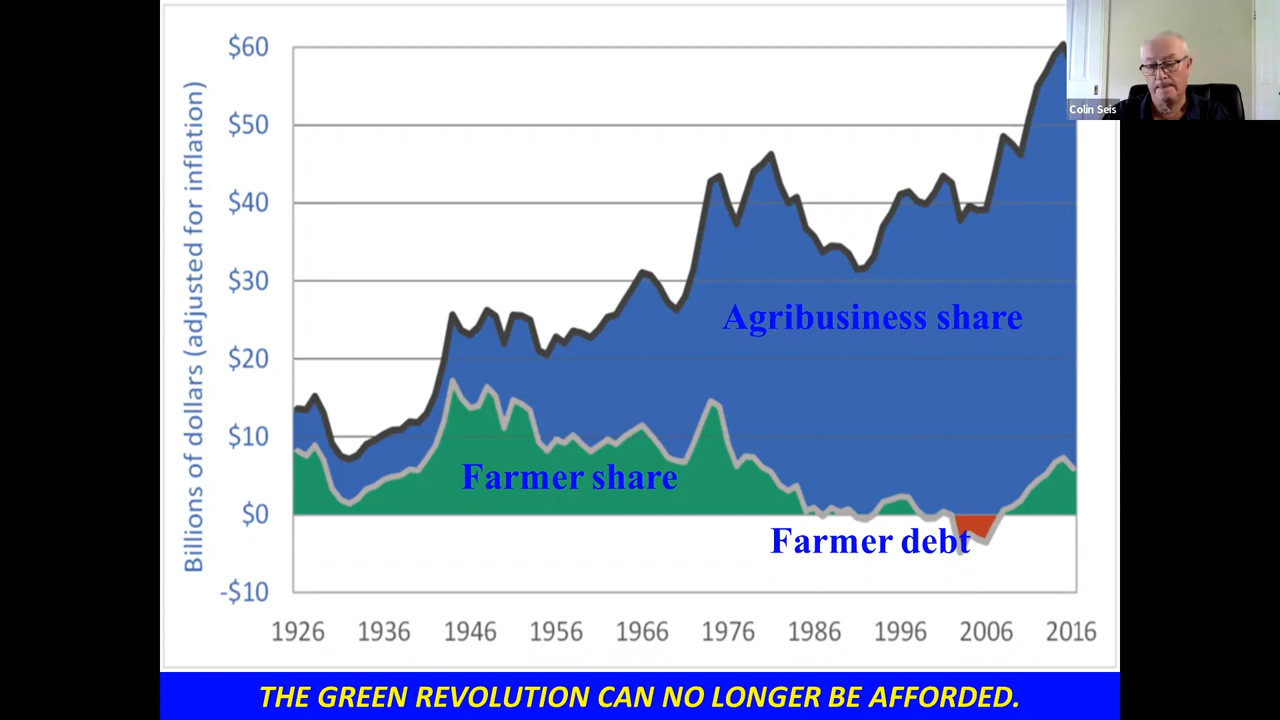 $60
$50
$40
$30
$20
$10
$0
-$10
Billions of dollars (adjusted for inflation)
1926 1936 1946 1956 1966 1976 1986 1996 2006 2016
Agribusiness share
Farmer share
Farmer debt
Colin Seis
THE GREEN REVOLUTION CAN NO LONGER BE AFFORDED.